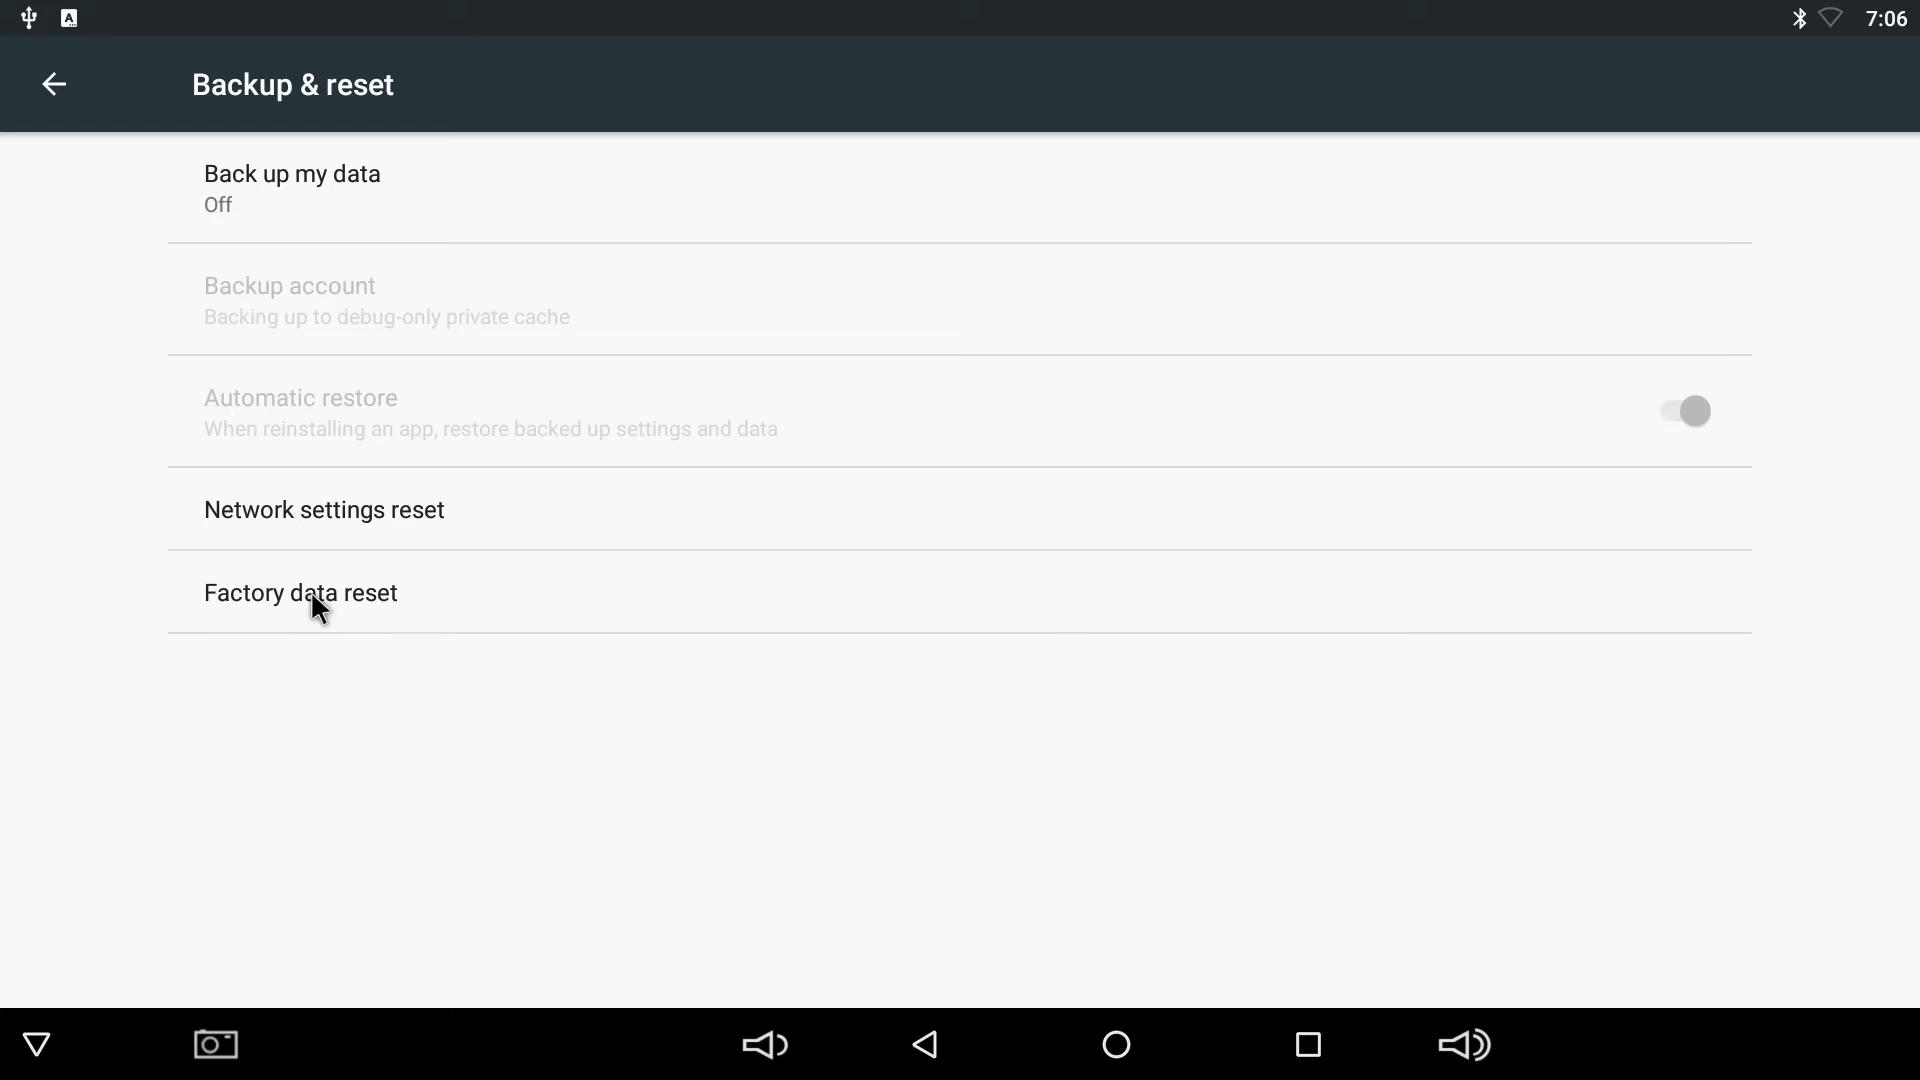 A
7:06
Backup & reset
Back up my data
Off
Backup account
Backing up to debug-only private cache
Automatic restore
When reinstalling an app, restore backed up settings and data
Network settings reset
Factory data reset